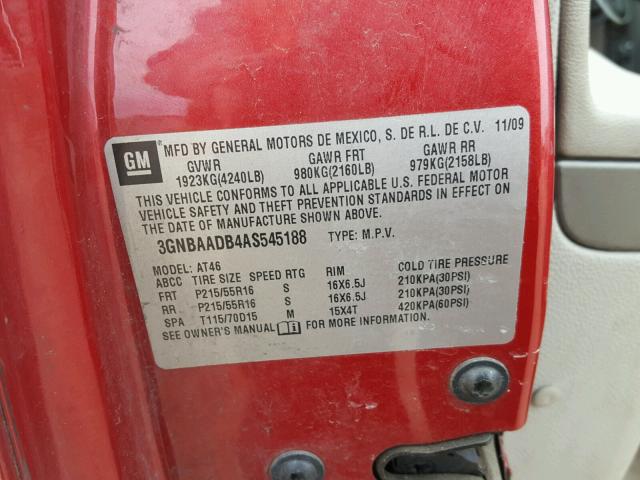 GM MFD BY GENERAL MOTORS DE MEXICO, S. DE R.L. DE C.V. 11/09
GVWR GAWR FRT GAWR RR
1923KG(4240LB) 980KG(2160LB) 979KG(2158LB)
THIS VEHICLE CONFORMS TO ALL APPLICABLE U.S. FEDERAL MOTOR
VEHICLE SAFETY AND THEFT PREVENTION STANDARDS IN EFFECT ON
THE DATE OF MANUFACTURE SHOWN ABOVE.
3GNBAADB4AS545188 TYPE: M.P.V.
MODEL: AT46
ABCC TIRE SIZE SPEED RTG RIM COLD TIRE PRESSURE
FRT P215/55R16 S 16X6.5J 210KPA(30PSI)
RR P215/55R16 S 16X6.5J 210KPA(30PSI)
SPA T115/70D15 M 15X4T 420KPA(60PSI)
SEE OWNER'S MANUAL FOR MORE INFORMATION.